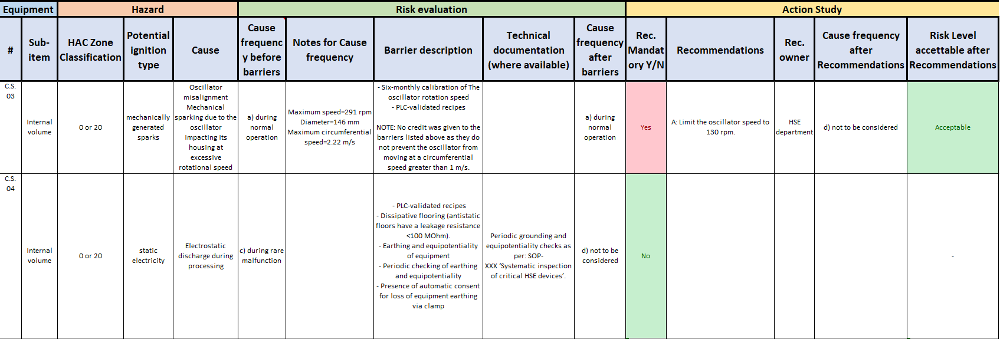 Equipment
Hazard
Risk evaluation
Action Study
#
Sub-
item
HAC Zone
Classification
Potential
ignition
type
Cause
Cause
frequenc
y before
barriers
Notes for Cause
frequency
Barrier description
Technical
documentation
(where available)
Cause
frequency
after
barriers
Rec.
Mandat
ory Y/N
Recommendations
Rec.
owner
Cause frequency
after
Recommendations
Risk Level
accettable after
Recommendations
C.S.
03
Internal
volume
0 or 20
mechanically
generated
sparks
Oscillator
misalignment
Mechanical
sparking due to the
oscillator
impacting its
housing at
excessive
rotational speed
a) during
normal
operation
Maximum speed=291 rpm
Diameter=146 mm
Maximum circumferential
speed=2.22 m/s
- Six-monthly calibration of The
oscillator rotation speed
- PLC-validated recipes
NOTE: No credit was given to the
barriers listed above as they do
not prevent the oscillator from
moving at a circumferential
speed greater than 1 m/s.
a) during
normal
operation
Yes
A: Limit the oscillator speed to
130 rpm.
HSE
department
d) not to be considered
Acceptable
C.S.
04
Internal
volume
0 or 20
static
electricity
Electrostatic
discharge during
processing
c) during rare
malfunction
- PLC-validated recipes
- Dissipative flooring (antistatic
floors have a leakage resistance
<100 MOhm).
- Earthing and equipotentiality
of equipment
- Periodic checking of earthing
and equipotentiality
- Presence of automatic consent
for loss of equipment earthing
via clamp
Periodic grounding and
equipotentiality checks as
per: SOP-
XXX ‘Systematic inspection
of critical HSE devices’.
d) not to be
considered
No
-